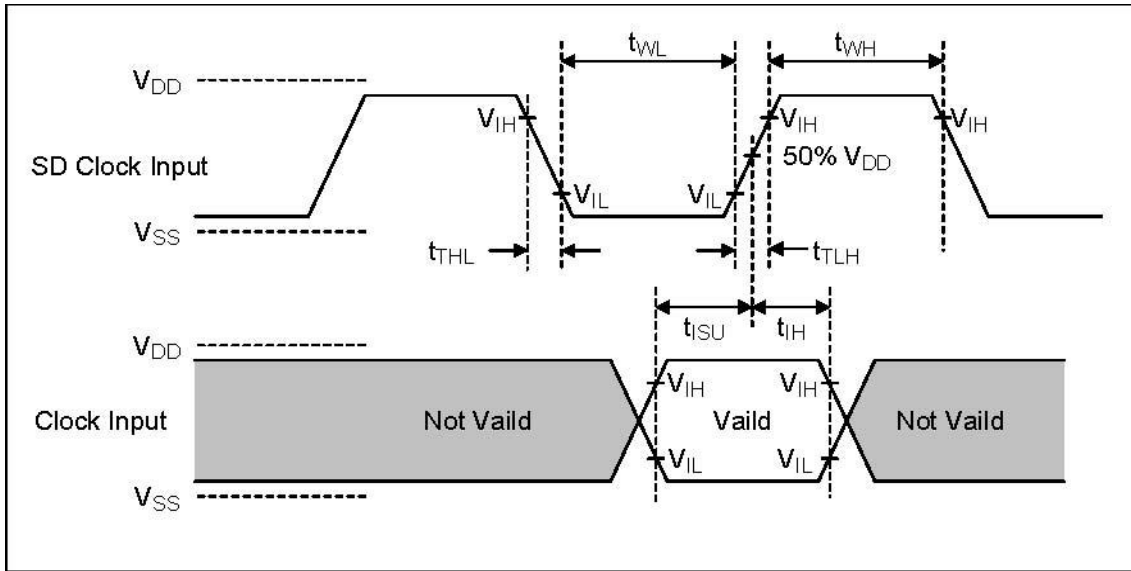 tWL tWH
VDD
VIH VIH VIH
50% VDD
SD Clock Input
VIL VIL
VSS
tTHL tTLH
tISU tIH
VDD
VIH VIH
Clock Input Not Vaild Vaild Not Vaild
VIL VIL
VSS